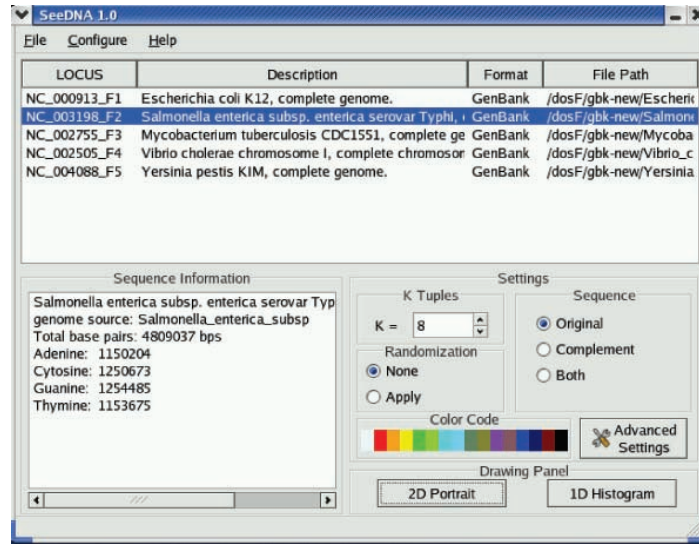 SeeDNA 1.0
File Configure Help
LOCUS Description Format File Path
NC_000913_F1 Escherichia coli K12, complete genome. GenBank /dosF/gbk-new/Escheric
NC_003198_F2 Salmonella enterica subsp. enterica serovar Typhi, GenBank /dosF/gbk-new/Salmone
NC_002755_F3 Mycobacterium tuberculosis CDC1551, complete ge GenBank /dosF/gbk-new/Mycoba
NC_002505_F4 Vibrio cholerae chromosome I, complete chromosor GenBank /dosF/gbk-new/Vibrio_c
NC_004088_F5 Yersinia pestis KIM, complete genome. GenBank /dosF/gbk-new/Yersinia
Sequence Information
Salmonella enterica subsp. enterica serovar Typ
genome source: Salmonella_enterica_subsp
Total base pairs: 4809037 bps
Adenine: 1150204
Cytosine: 1250673
Guanine: 1254485
Thymine: 1153675
Settings
K Tuples
K = 8
Randomization
None
Apply
Sequence
Original
Complement
Both
Color Code
Advanced
Settings
Drawing Panel
2D Portrait 1D Histogram